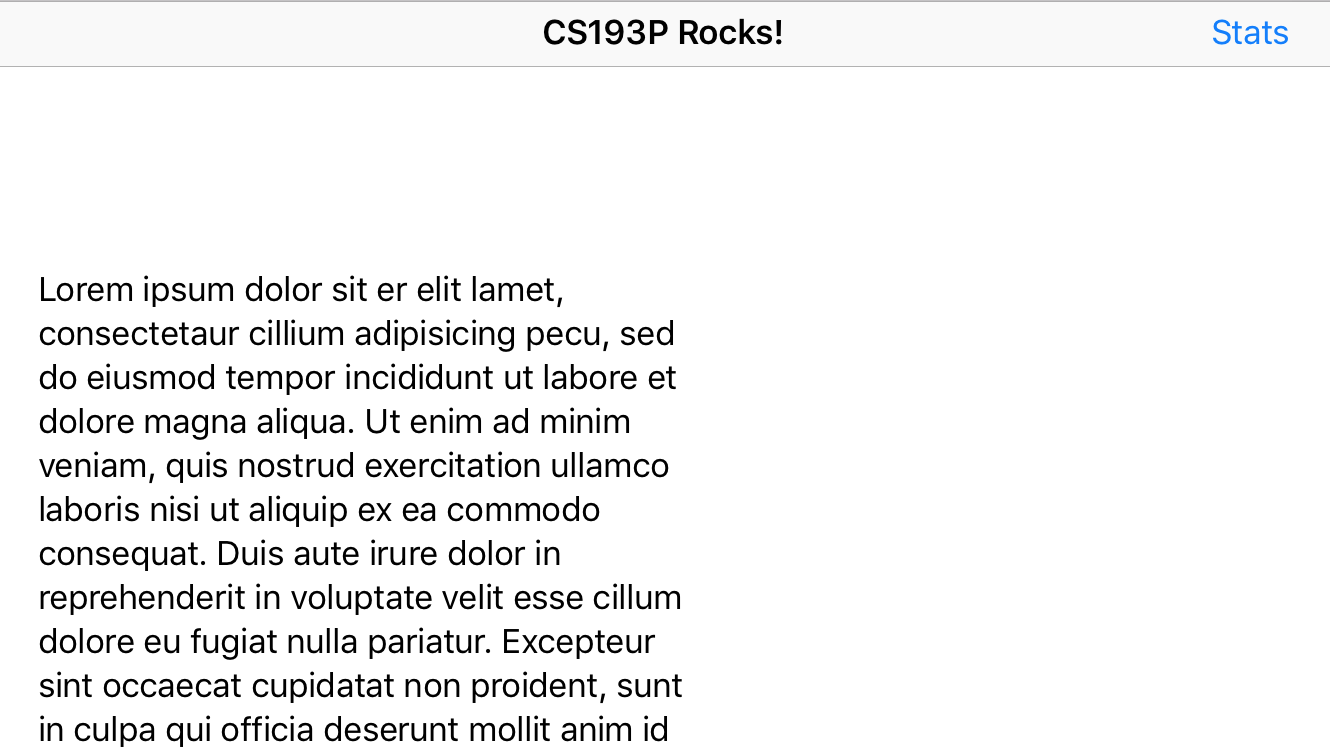 CS193P Rocks!
Stats
Lorem ipsum dolor sit er elit lamet,
consectetaur cillium adipisicing pecu, sed
do eiusmod tempor incididunt ut labore et
dolore magna aliqua. Ut enim ad minim
veniam, quis nostrud exercitation ullamco
laboris nisi ut aliquip ex ea commodo
consequat. Duis aute irure dolor in
reprehenderit in voluptate velit esse cillum
dolore eu fugiat nulla pariatur. Excepteur
sint occaecat cupidatat non proident, sunt
in culpa qui officia deserunt mollit anim id